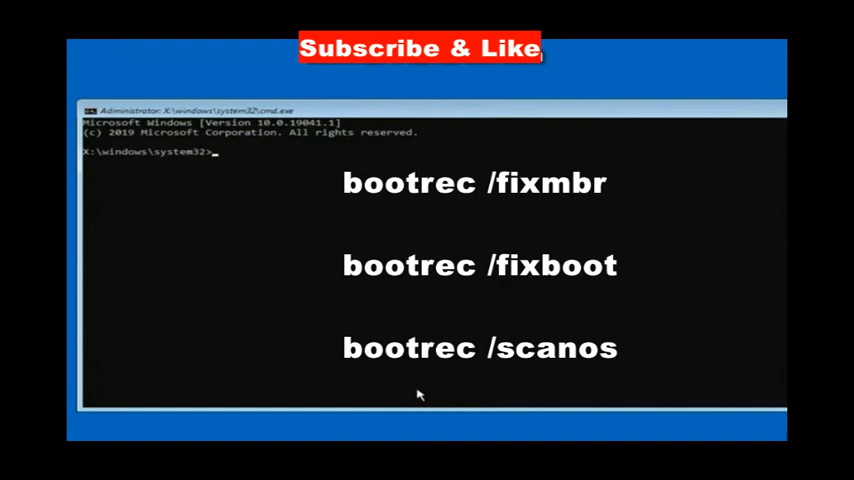 Subscribe & Like
Administrator: X:\windows\system32\cmd.exe
Microsoft Windows [Version 10.0.19041.1]
(c) 2019 Microsoft Corporation. All rights reserved.
X:\windows\system32>_
bootrec /fixmbr
bootrec /fixboot
bootrec /scanos